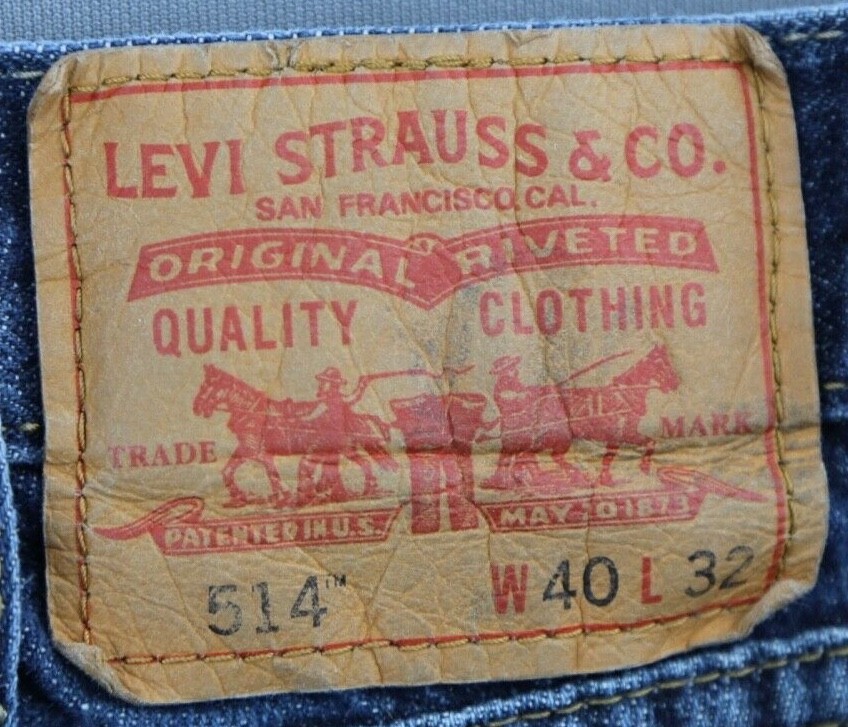 LEVI STRAUSS & CO.
SAN FRANCISCO, CAL.
ORIGINAL RIVETED
QUALITY CLOTHING
TRADE MARK
PATENTED IN U.S. MAY 20 1873
514™ W 40 L 32